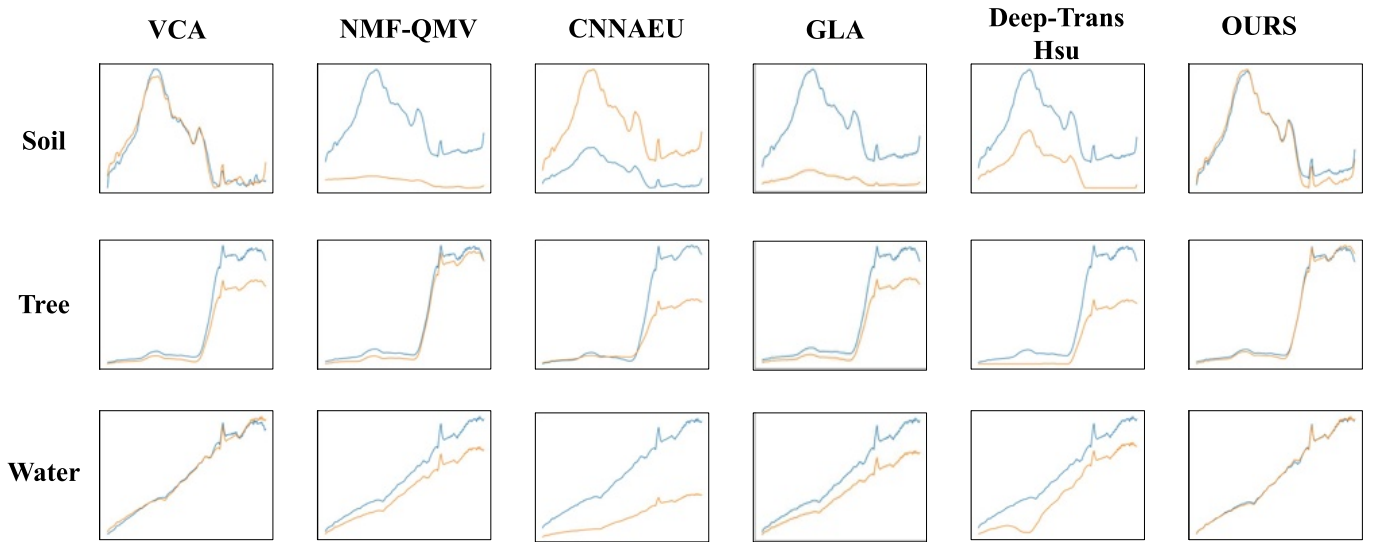 VCA
NMF-QMV
CNNAEU
GLA
Deep-Trans
Hsu
OURS
Soil
Tree
Water